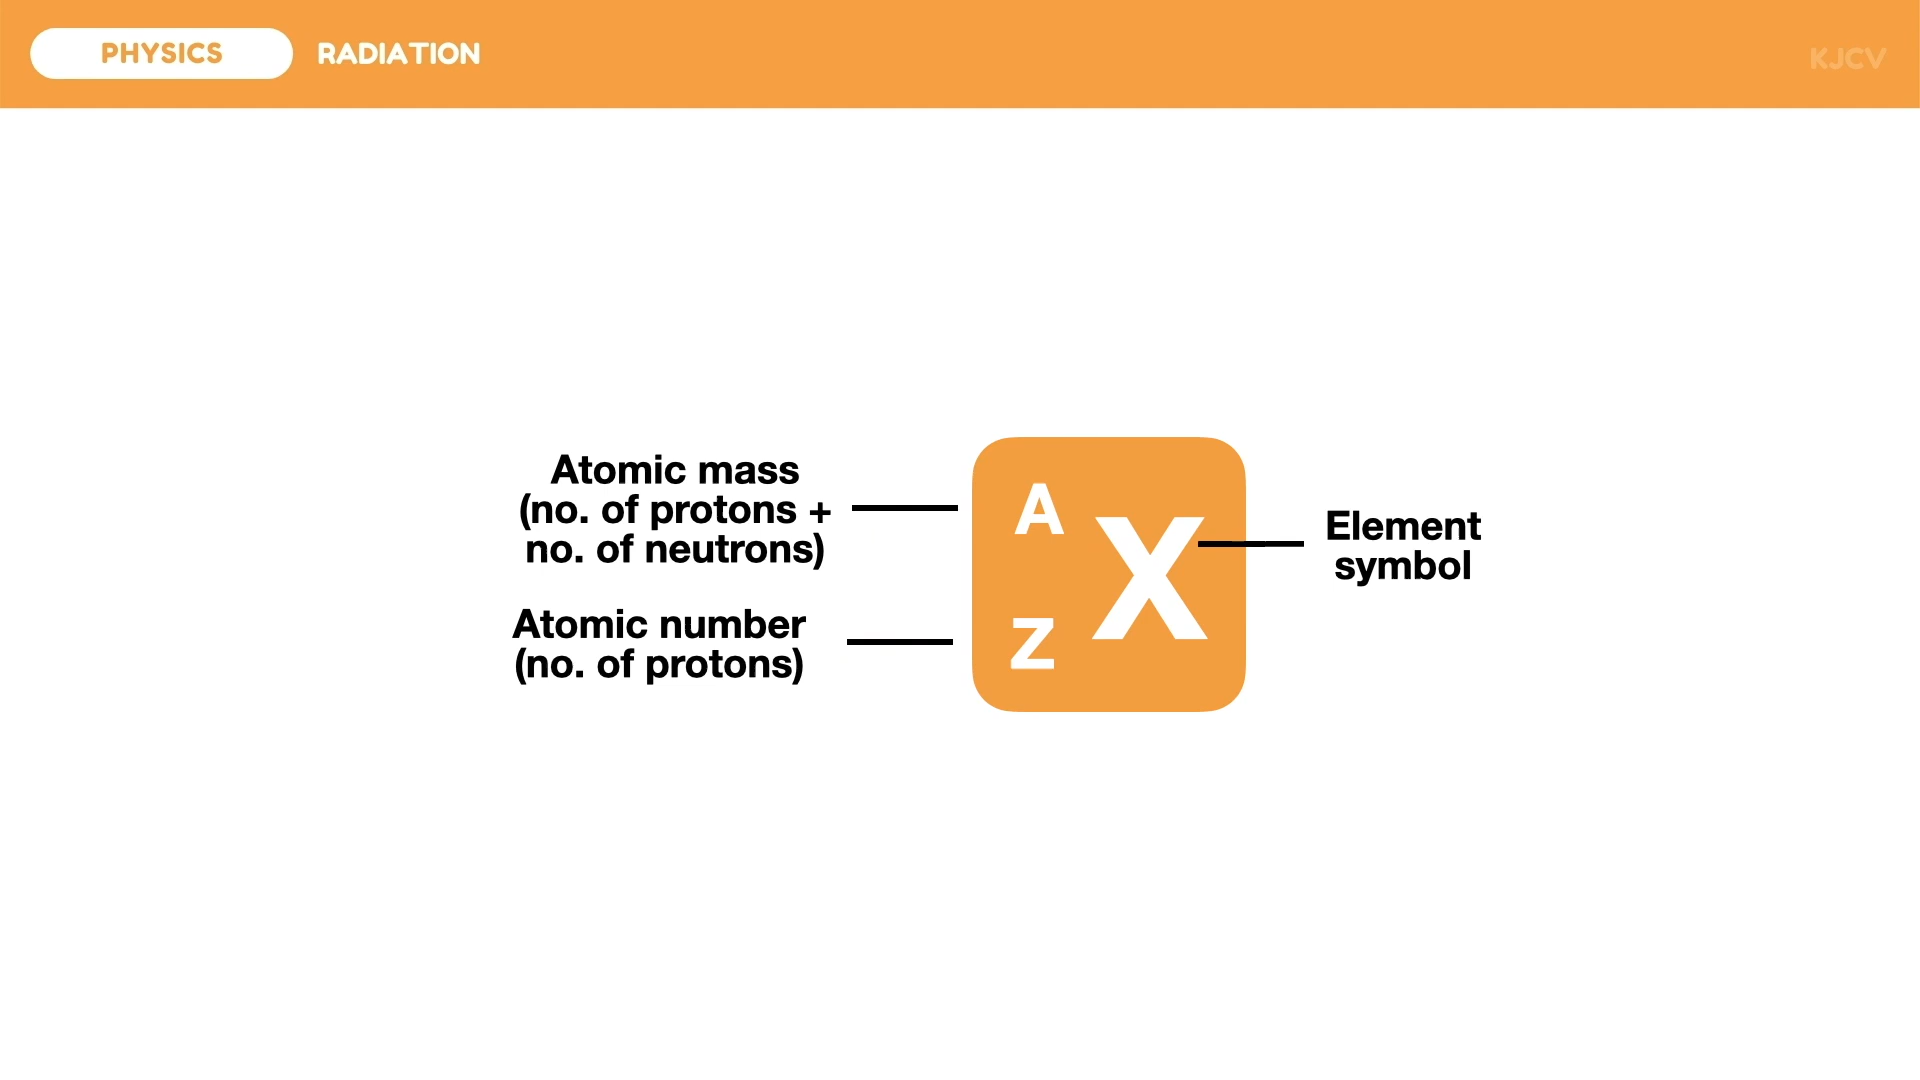 PHYSICS
RADIATION
KJCV
Atomic mass
(no. of protons +
no. of neutrons)
A
X
Element
symbol
Atomic number
(no. of protons)
Z